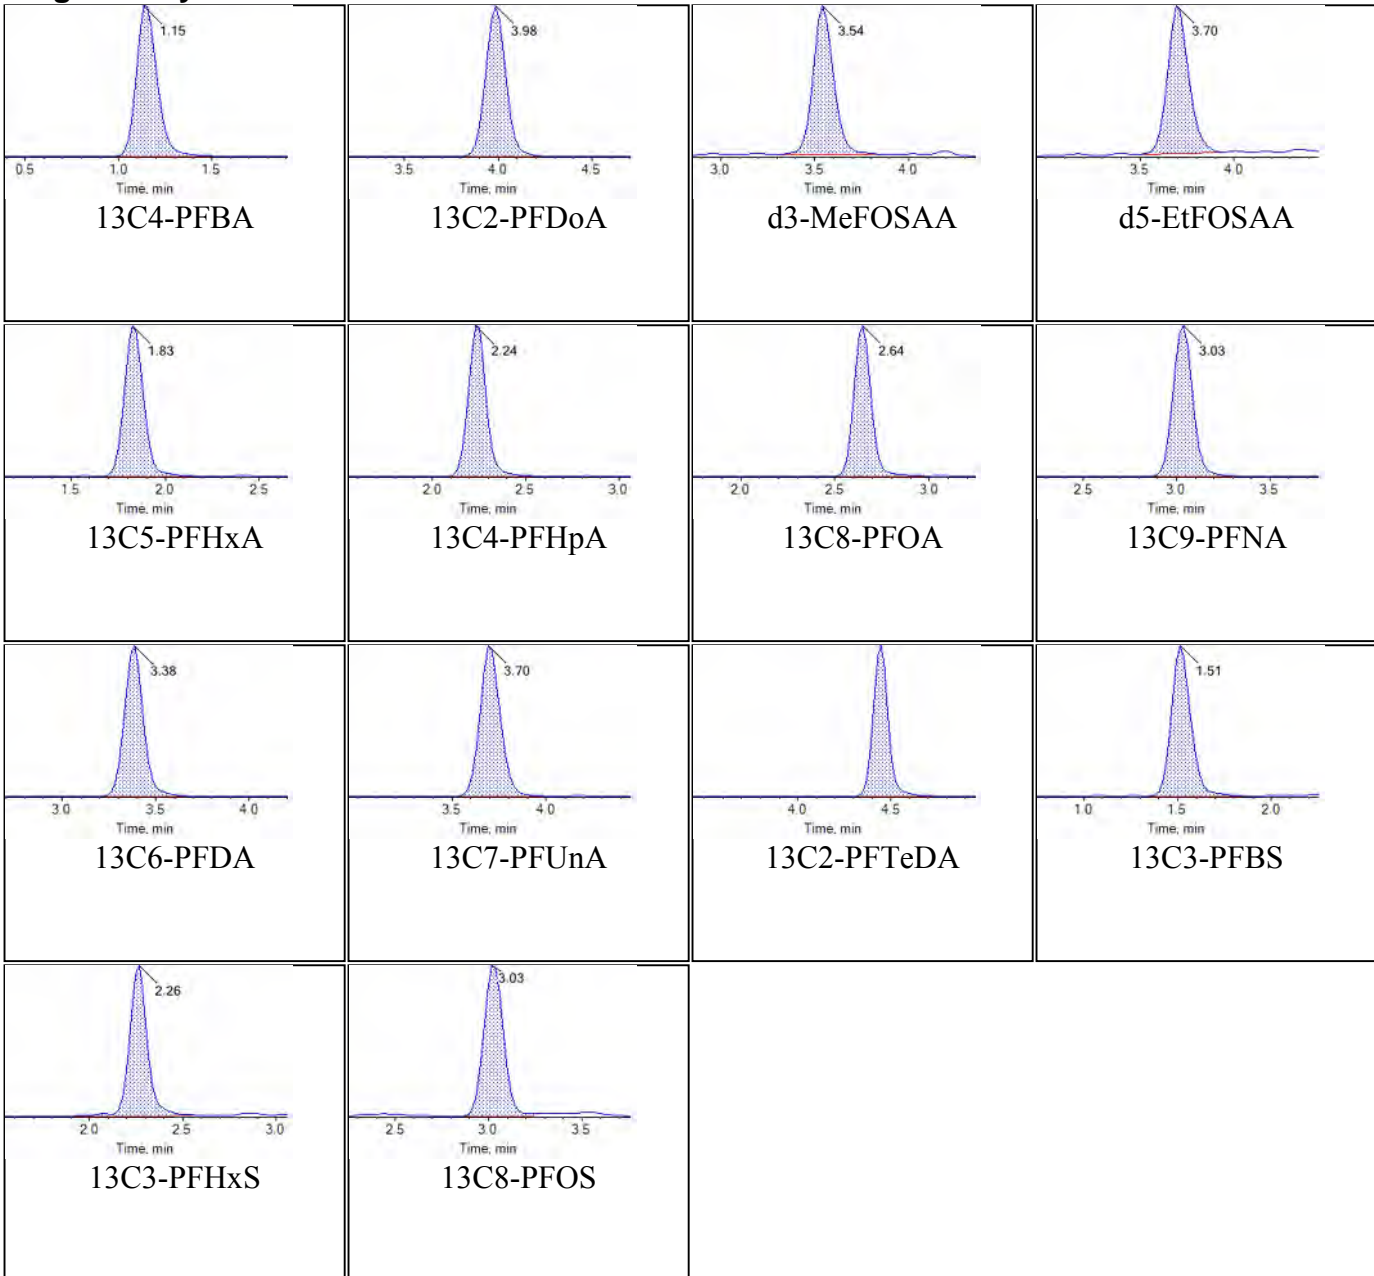 1.15 3.98 3.54 3.70
0.5 1.0 1.5 3.5 4.0 4.5 3.0 3.5 4.0 3.5 4.0
Time, min Time, min Time, min Time, min
13C4-PFBA 13C2-PFDoA d3-MeFOSAA d5-EtFOSAA
1.83 2.24 2.64 3.03
1.5 2.0 2.5 2.0 2.5 3.0 2.0 2.5 3.0 2.5 3.0 3.5
Time, min Time, min Time, min Time, min
13C5-PFHxA 13C4-PFHpA 13C8-PFOA 13C9-PFNA
3.38 3.70 1.51
3.0 3.5 4.0 3.5 4.0 4.0 4.5 1.0 1.5 2.0
Time, min Time, min Time, min Time, min
13C6-PFDA 13C7-PFUnA 13C2-PFTeDA 13C3-PFBS
2.26 3.03
2.0 2.5 3.0 2.5 3.0 3.5
Time, min Time, min
13C3-PFHxS 13C8-PFOS